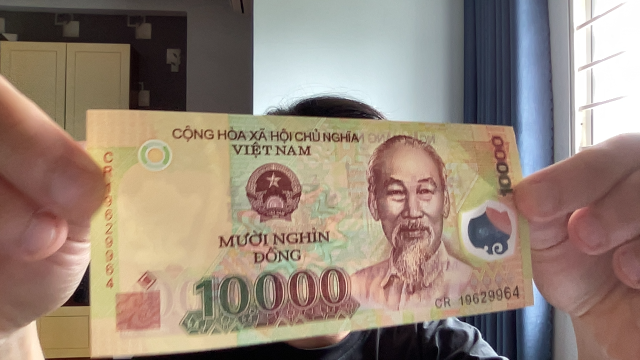 CỘNG HÒA XÃ HỘI CHỦ NGHĨA
VIỆT NAM
MƯỜI NGHÌN
ĐỒNG
10000
CR 19629964
10000
CR 19629964